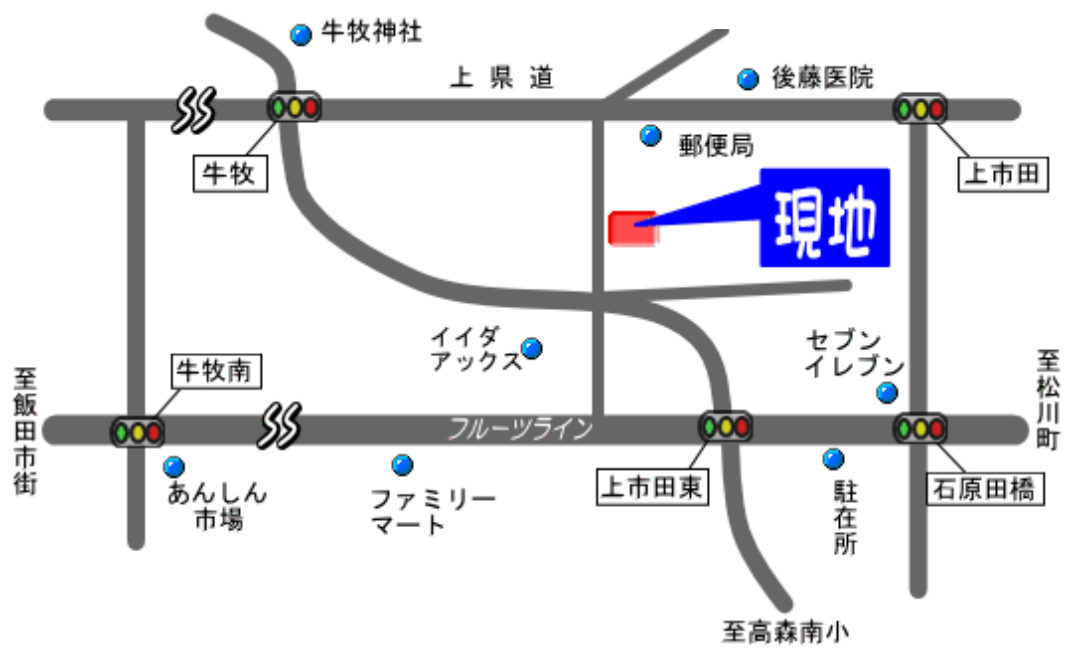 牛牧神社
上県道
後藤医院
郵便局
牛牧
上市田
現地
イイダ
アックス
セブン
イレブン
牛牧南
至飯田市街
至松川町
フルーツライン
あんしん
市場
ファミリー
マート
上市田東
駐在所
石原田橋
至高森南小